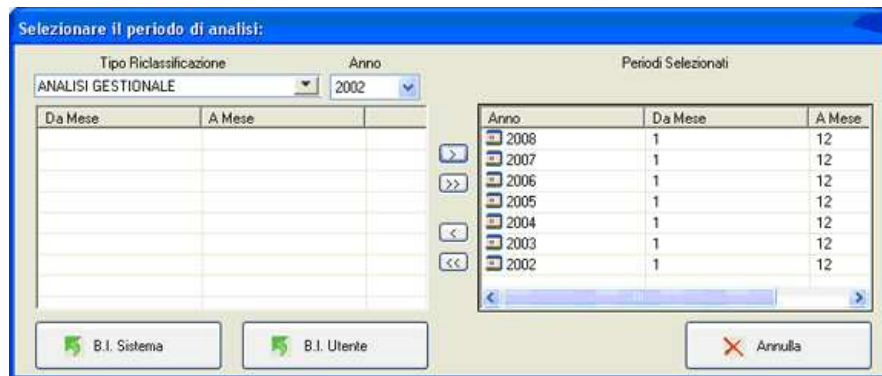 Selezionare il periodo di analisi:
Tipo Riclassificazione Anno Periodi Selezionati
ANALISI GESTIONALE 2002
Da Mese A Mese
Anno Da Mese A Mese
2008 1 12
> 2007 1 12
>> 2006 1 12
2005 1 12
< 2004 1 12
2003 1 12
<< 2002 1 12
B.I. Sistema B.I. Utente Annulla